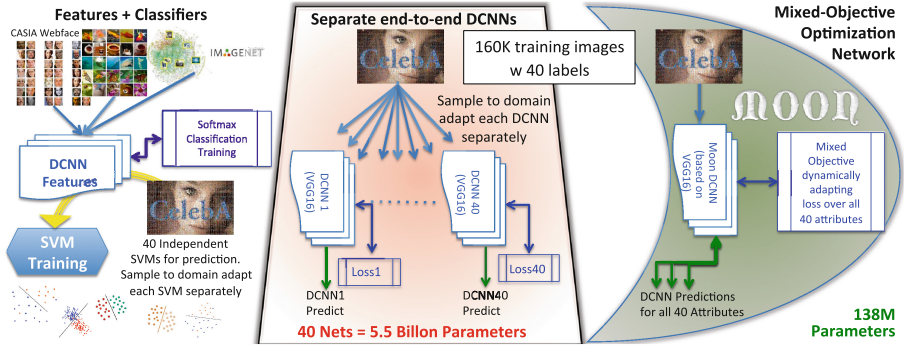 Features + Classifiers
CASIA Webface
IMAGENET
DCNN
Features
Softmax
Classification
Training
CelebA
SVM
Training
40 Independent
SVMs for prediction.
Sample to domain adapt
each SVM separately
Separate end-to-end DCNNs
CelebA
160K training images
w 40 labels
Sample to domain
adapt each DCNN
separately
DCNN 1
(VGG16)
DCNN 40
(VGG16)
Loss1
Loss40
DCNN1
Predict
DCNN40
Predict
40 Nets = 5.5 Billon Parameters
Mixed-Objective
Optimization
Network
CelebA
MOON
Moon DCNN
(based on
VGG16)
Mixed
Objective
dynamically
adapting
loss over all
40 attributes
DCNN Predictions
for all 40 Attributes
138M
Parameters